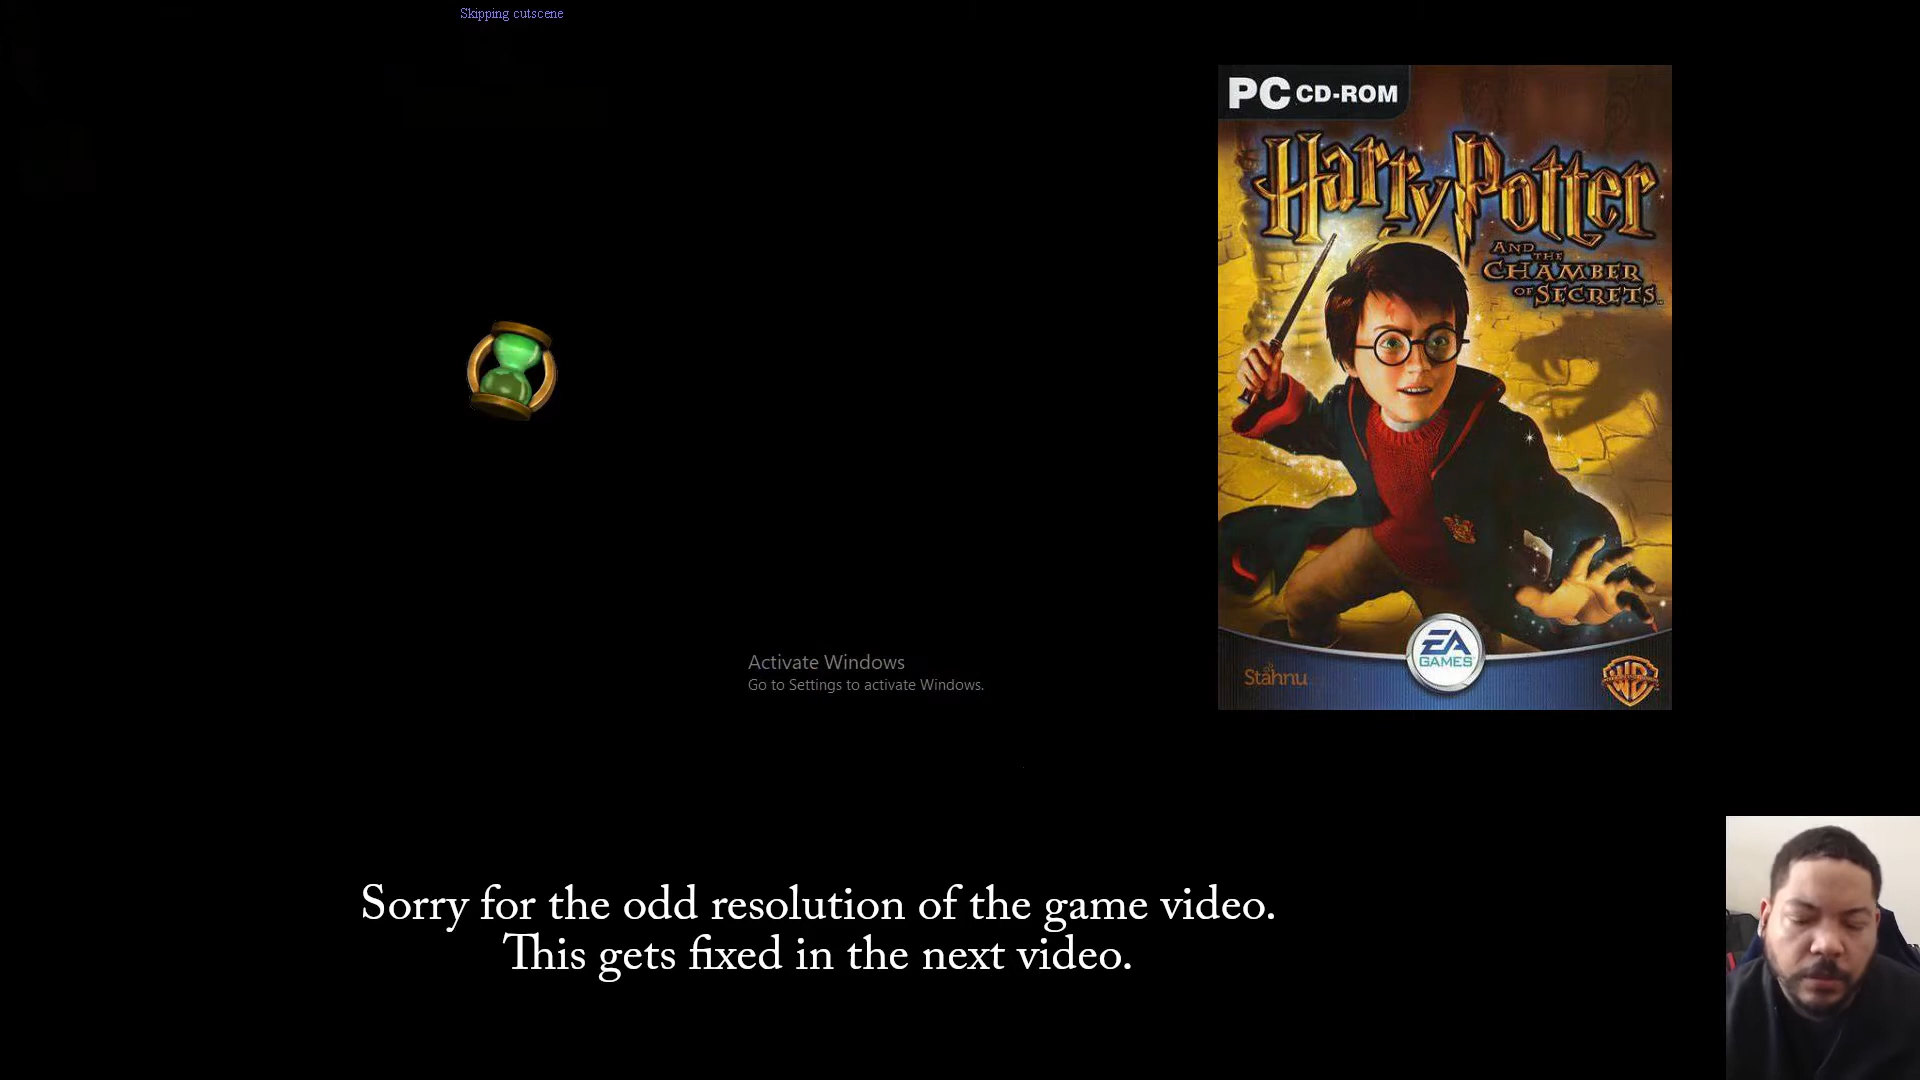 Skipping cutscene
PC CD-ROM
Harry Potter
AND THE
CHAMBER
OF SECRETS
Activate Windows
Go to Settings to activate Windows.
EA
GAMES
Stáhnu
WB
Sorry for the odd resolution of the game video.
This gets fixed in the next video.